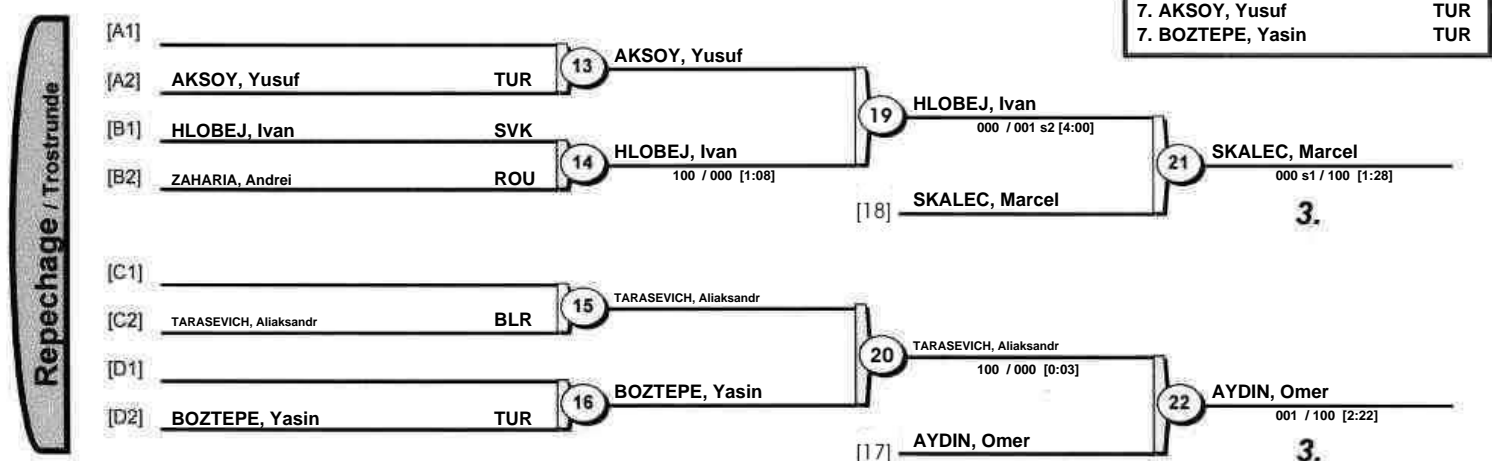 7. AKSOY, Yusuf TUR
7. BOZTEPE, Yasin TUR
Repechage / Trostrunde
[A1]
[A2] AKSOY, Yusuf TUR
13 AKSOY, Yusuf
[B1] HLOBEJ, Ivan SVK
[B2] ZAHARIA, Andrei ROU
14 HLOBEJ, Ivan
100 / 000 [1:08]
19 HLOBEJ, Ivan
000 / 001 s2 [4:00]
[18] SKALEC, Marcel
21 SKALEC, Marcel
000 s1 / 100 [1:28]
3.
[C1]
[C2] TARASEVICH, Aliaksandr BLR
15 TARASEVICH, Aliaksandr
[D1]
[D2] BOZTEPE, Yasin TUR
16 BOZTEPE, Yasin
20 TARASEVICH, Aliaksandr
100 / 000 [0:03]
[17] AYDIN, Omer
22 AYDIN, Omer
001 / 100 [2:22]
3.